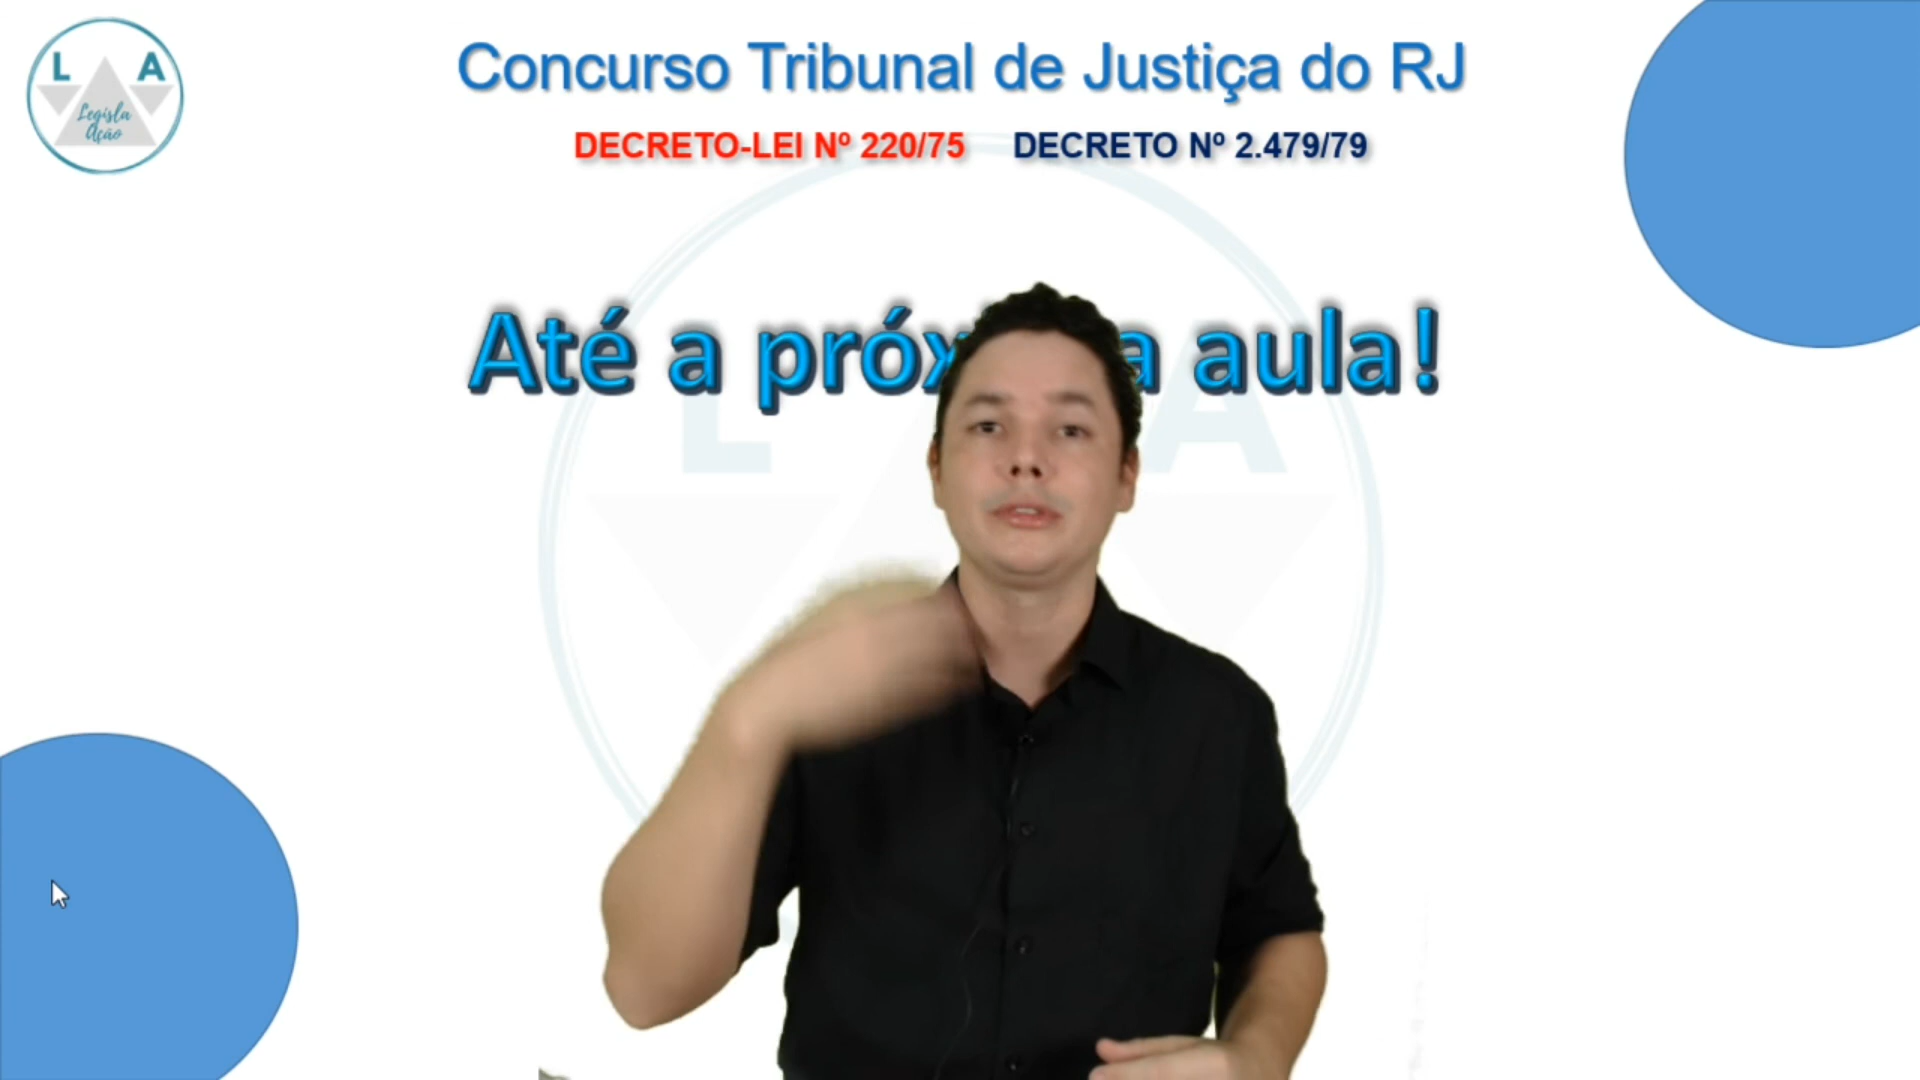 L A
Legisla
Ação
Concurso Tribunal de Justiça do RJ
DECRETO-LEI Nº 220/75 DECRETO Nº 2.479/79
Até a aula!
L A